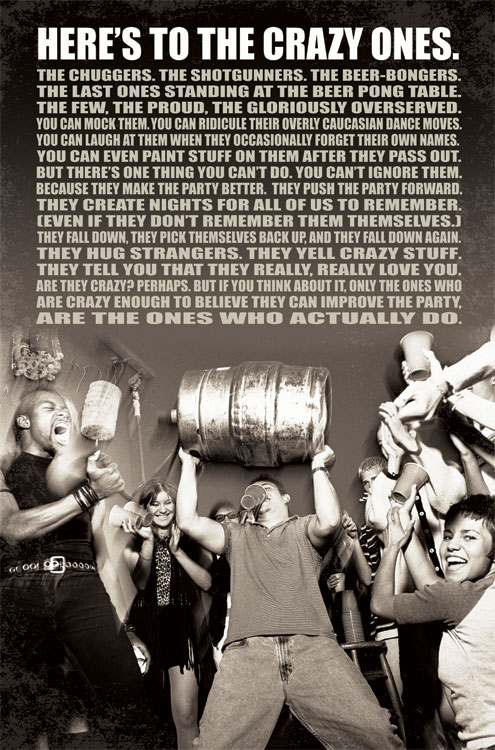 HERE'S TO THE CRAZY ONES.
THE CHUGGERS. THE SHOTGUNNERS. THE BEER-BONGERS.
THE LAST ONES STANDING AT THE BEER PONG TABLE.
THE FEW, THE PROUD, THE GLORIOUSLY OVERSERVED.
YOU CAN MOCK THEM. YOU CAN RIDICULE THEIR OVERLY CAUCASIAN DANCE MOVES.
YOU CAN LAUGH AT THEM WHEN THEY OCCASIONALLY FORGET THEIR OWN NAMES.
YOU CAN EVEN PAINT STUFF ON THEM AFTER THEY PASS OUT.
BUT THERE'S ONE THING YOU CAN'T DO. YOU CAN'T IGNORE THEM.
BECAUSE THEY MAKE THE PARTY BETTER. THEY PUSH THE PARTY FORWARD.
THEY CREATE NIGHTS FOR ALL OF US TO REMEMBER.
(EVEN IF THEY DON'T REMEMBER THEM THEMSELVES.)
THEY FALL DOWN, THEY PICK THEMSELVES BACK UP, AND THEY FALL DOWN AGAIN.
THEY HUG STRANGERS. THEY YELL CRAZY STUFF.
THEY TELL YOU THAT THEY REALLY, REALLY LOVE YOU.
ARE THEY CRAZY? PERHAPS. BUT IF YOU THINK ABOUT IT, ONLY THE ONES WHO
ARE CRAZY ENOUGH TO BELIEVE THEY CAN IMPROVE THE PARTY,
ARE THE ONES WHO ACTUALLY DO.